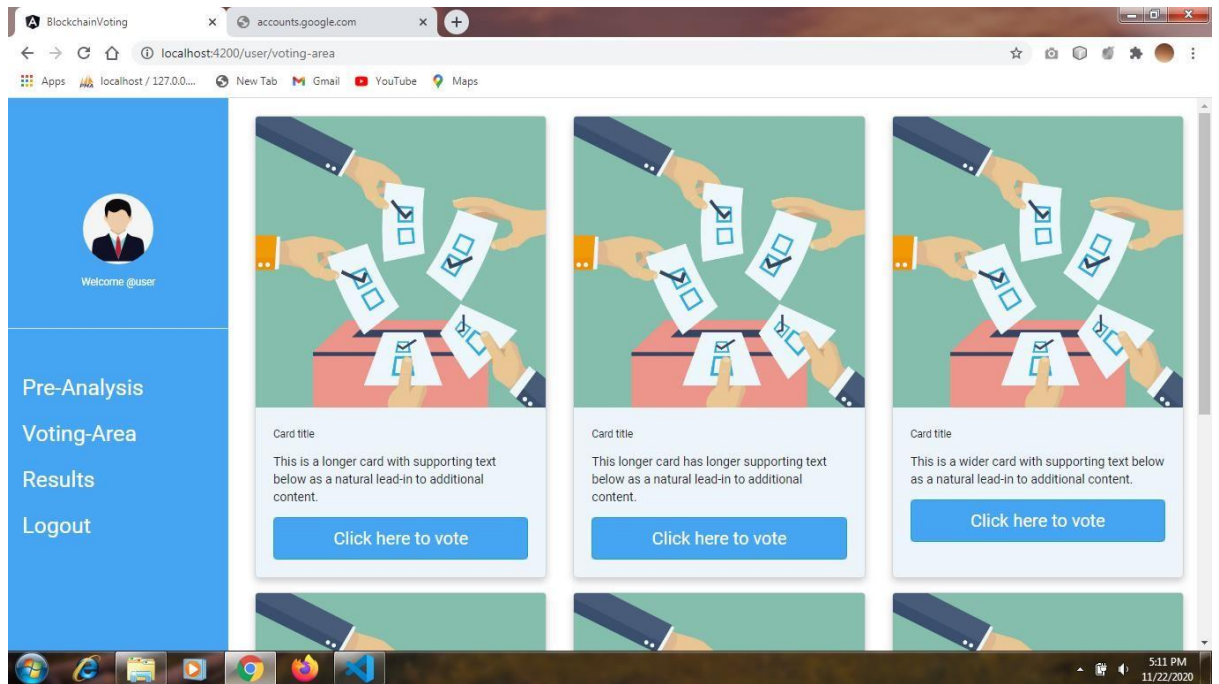 BlockchainVoting
accounts.google.com
localhost:4200/user/voting-area
Apps
localhost / 127.0.0....
New Tab
Gmail
YouTube
Maps
Welcome @user
Pre-Analysis
Voting-Area
Results
Logout
Card title
This is a longer card with supporting text
below as a natural lead-in to additional
content.
Click here to vote
Card title
This longer card has longer supporting text
below as a natural lead-in to additional
content.
Click here to vote
Card title
This is a wider card with supporting text below
as a natural lead-in to additional content.
Click here to vote
5:11 PM
11/22/2020